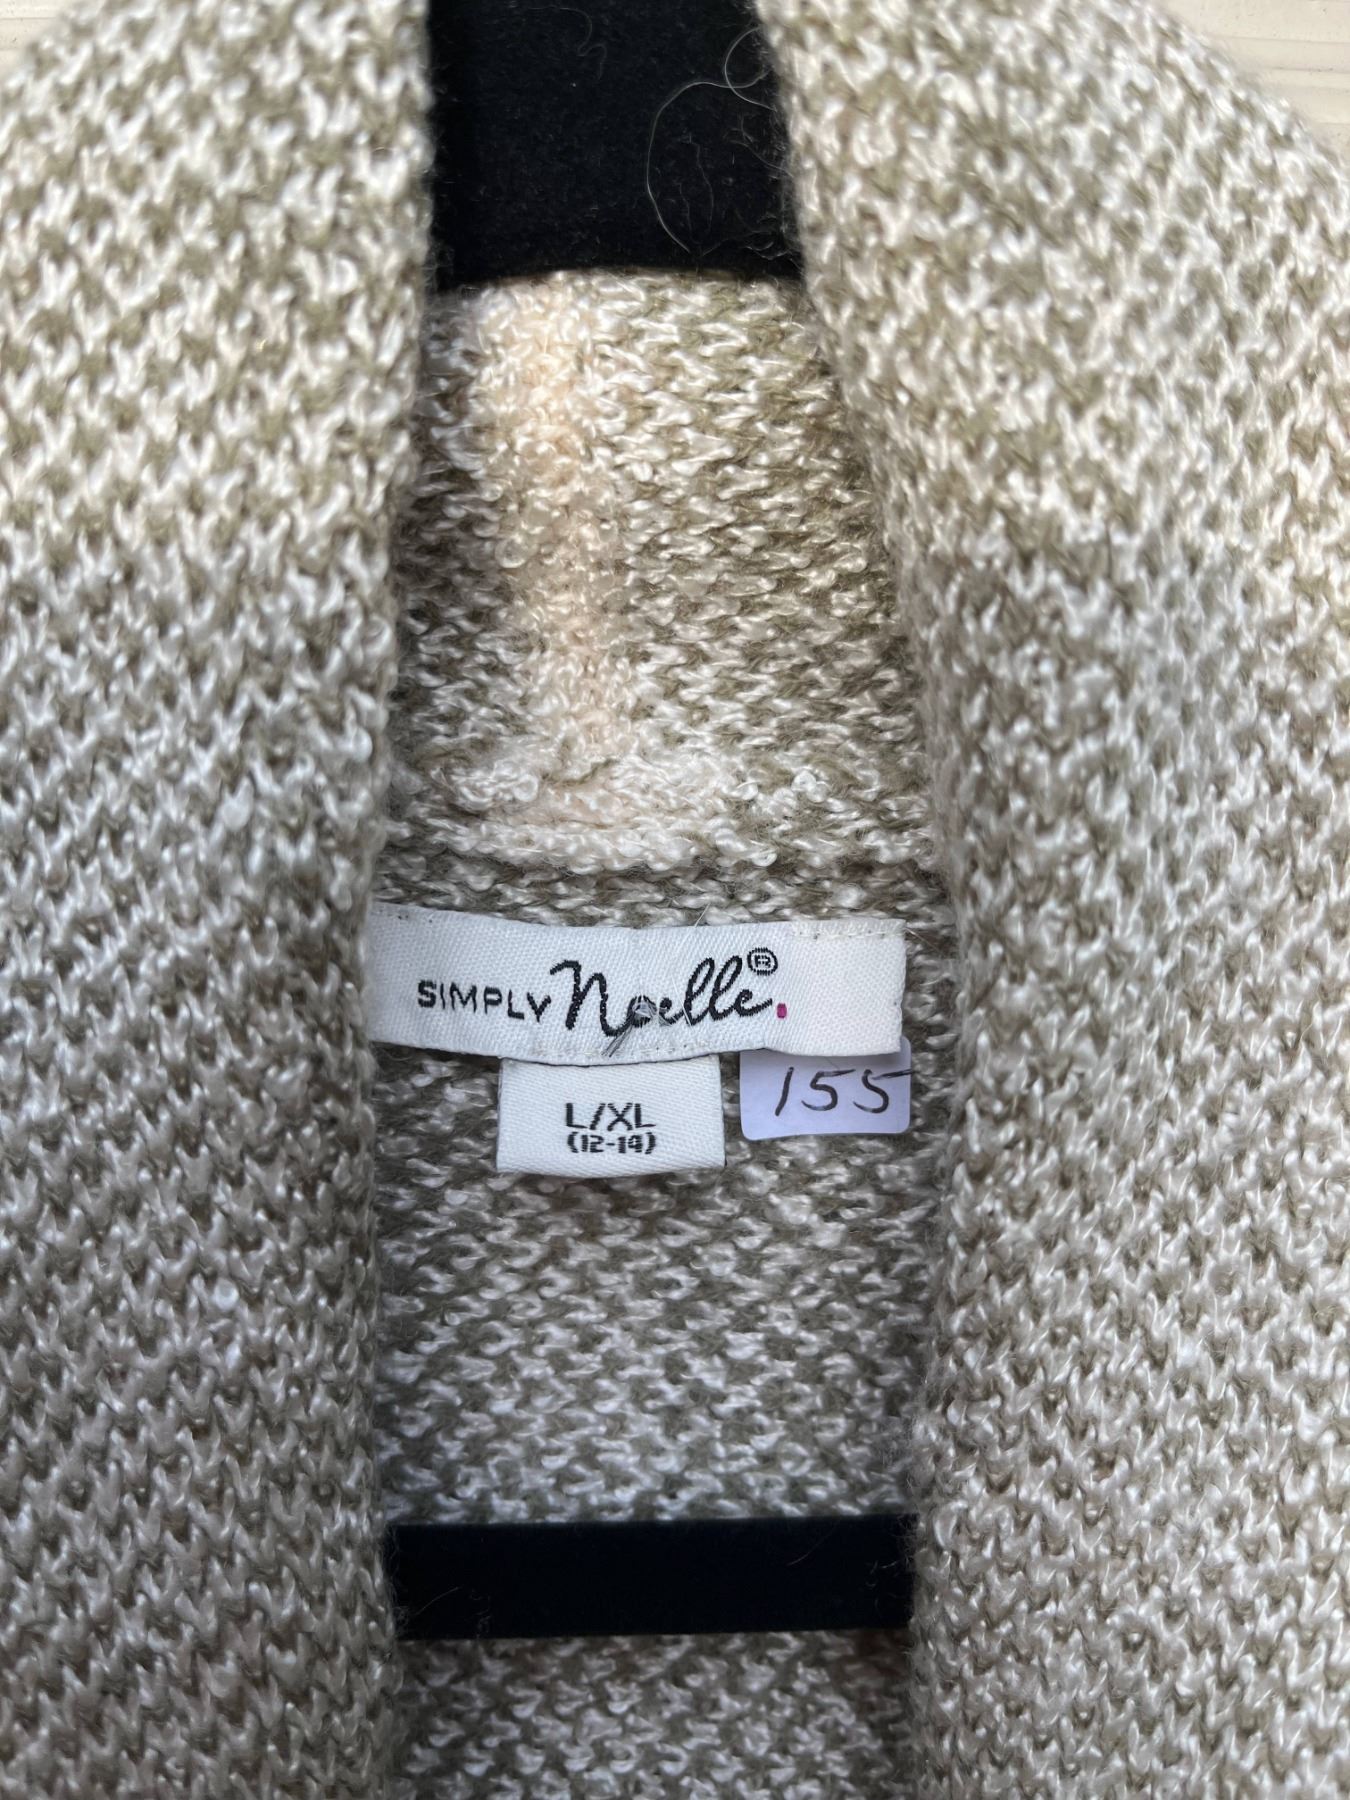 SIMPLY Noelle®.
155
L/XL
(12-14)